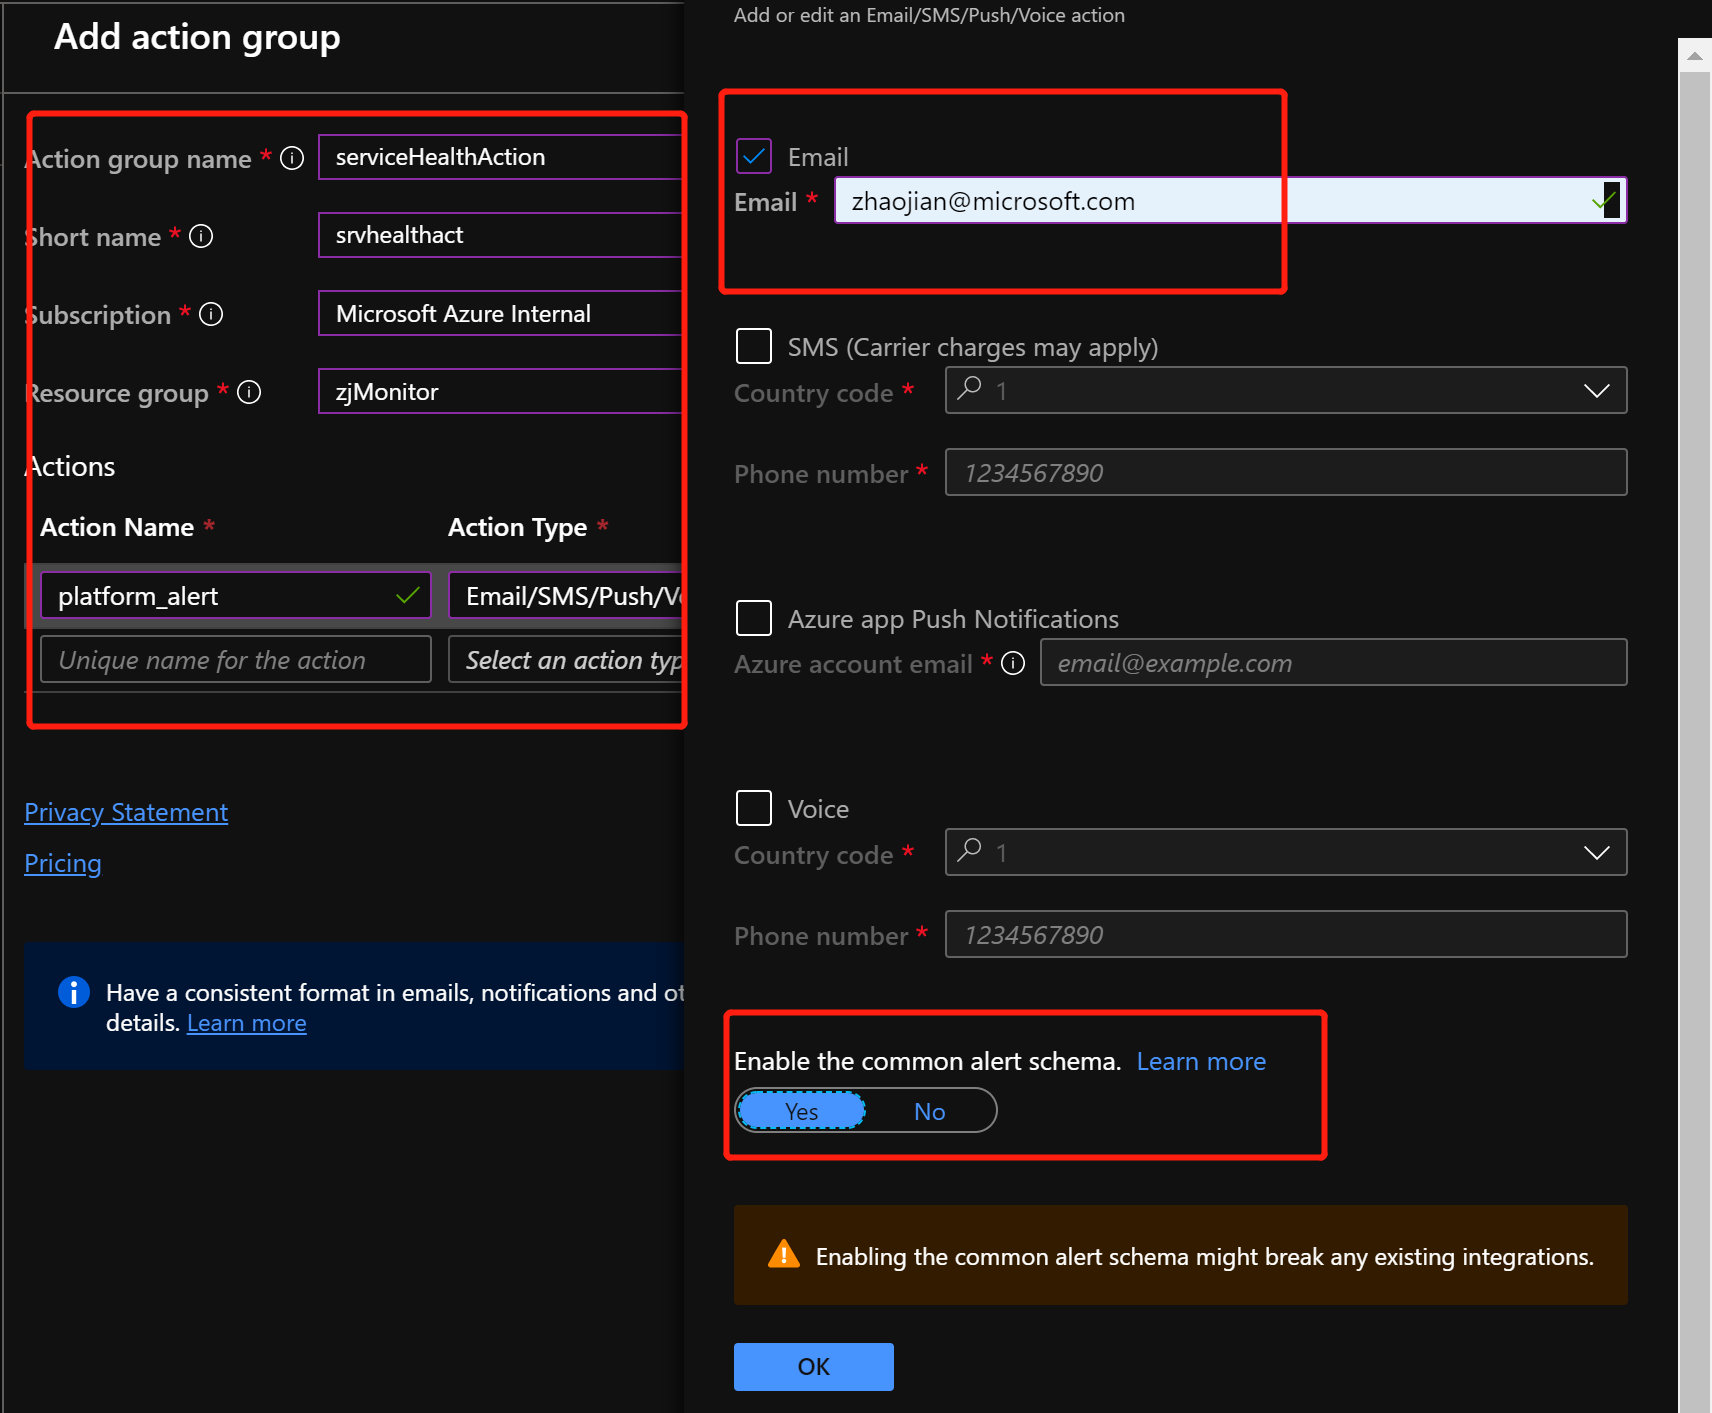 Add action group
Action group name *
serviceHealthAction
Short name *
srvhealthact
Subscription *
Microsoft Azure Internal
Resource group *
zjMonitor
Actions
Action Name *
Action Type *
platform_alert
Email/SMS/Push/Vo
Unique name for the action
Select an action typ
Privacy Statement
Pricing
Have a consistent format in emails, notifications and ot
details. Learn more
Add or edit an Email/SMS/Push/Voice action
Email
Email *
zhaojian@microsoft.com
SMS (Carrier charges may apply)
Country code *
1
Phone number *
1234567890
Azure app Push Notifications
Azure account email *
email@example.com
Voice
Country code *
1
Phone number *
1234567890
Enable the common alert schema. Learn more
Yes
No
Enabling the common alert schema might break any existing integrations.
OK